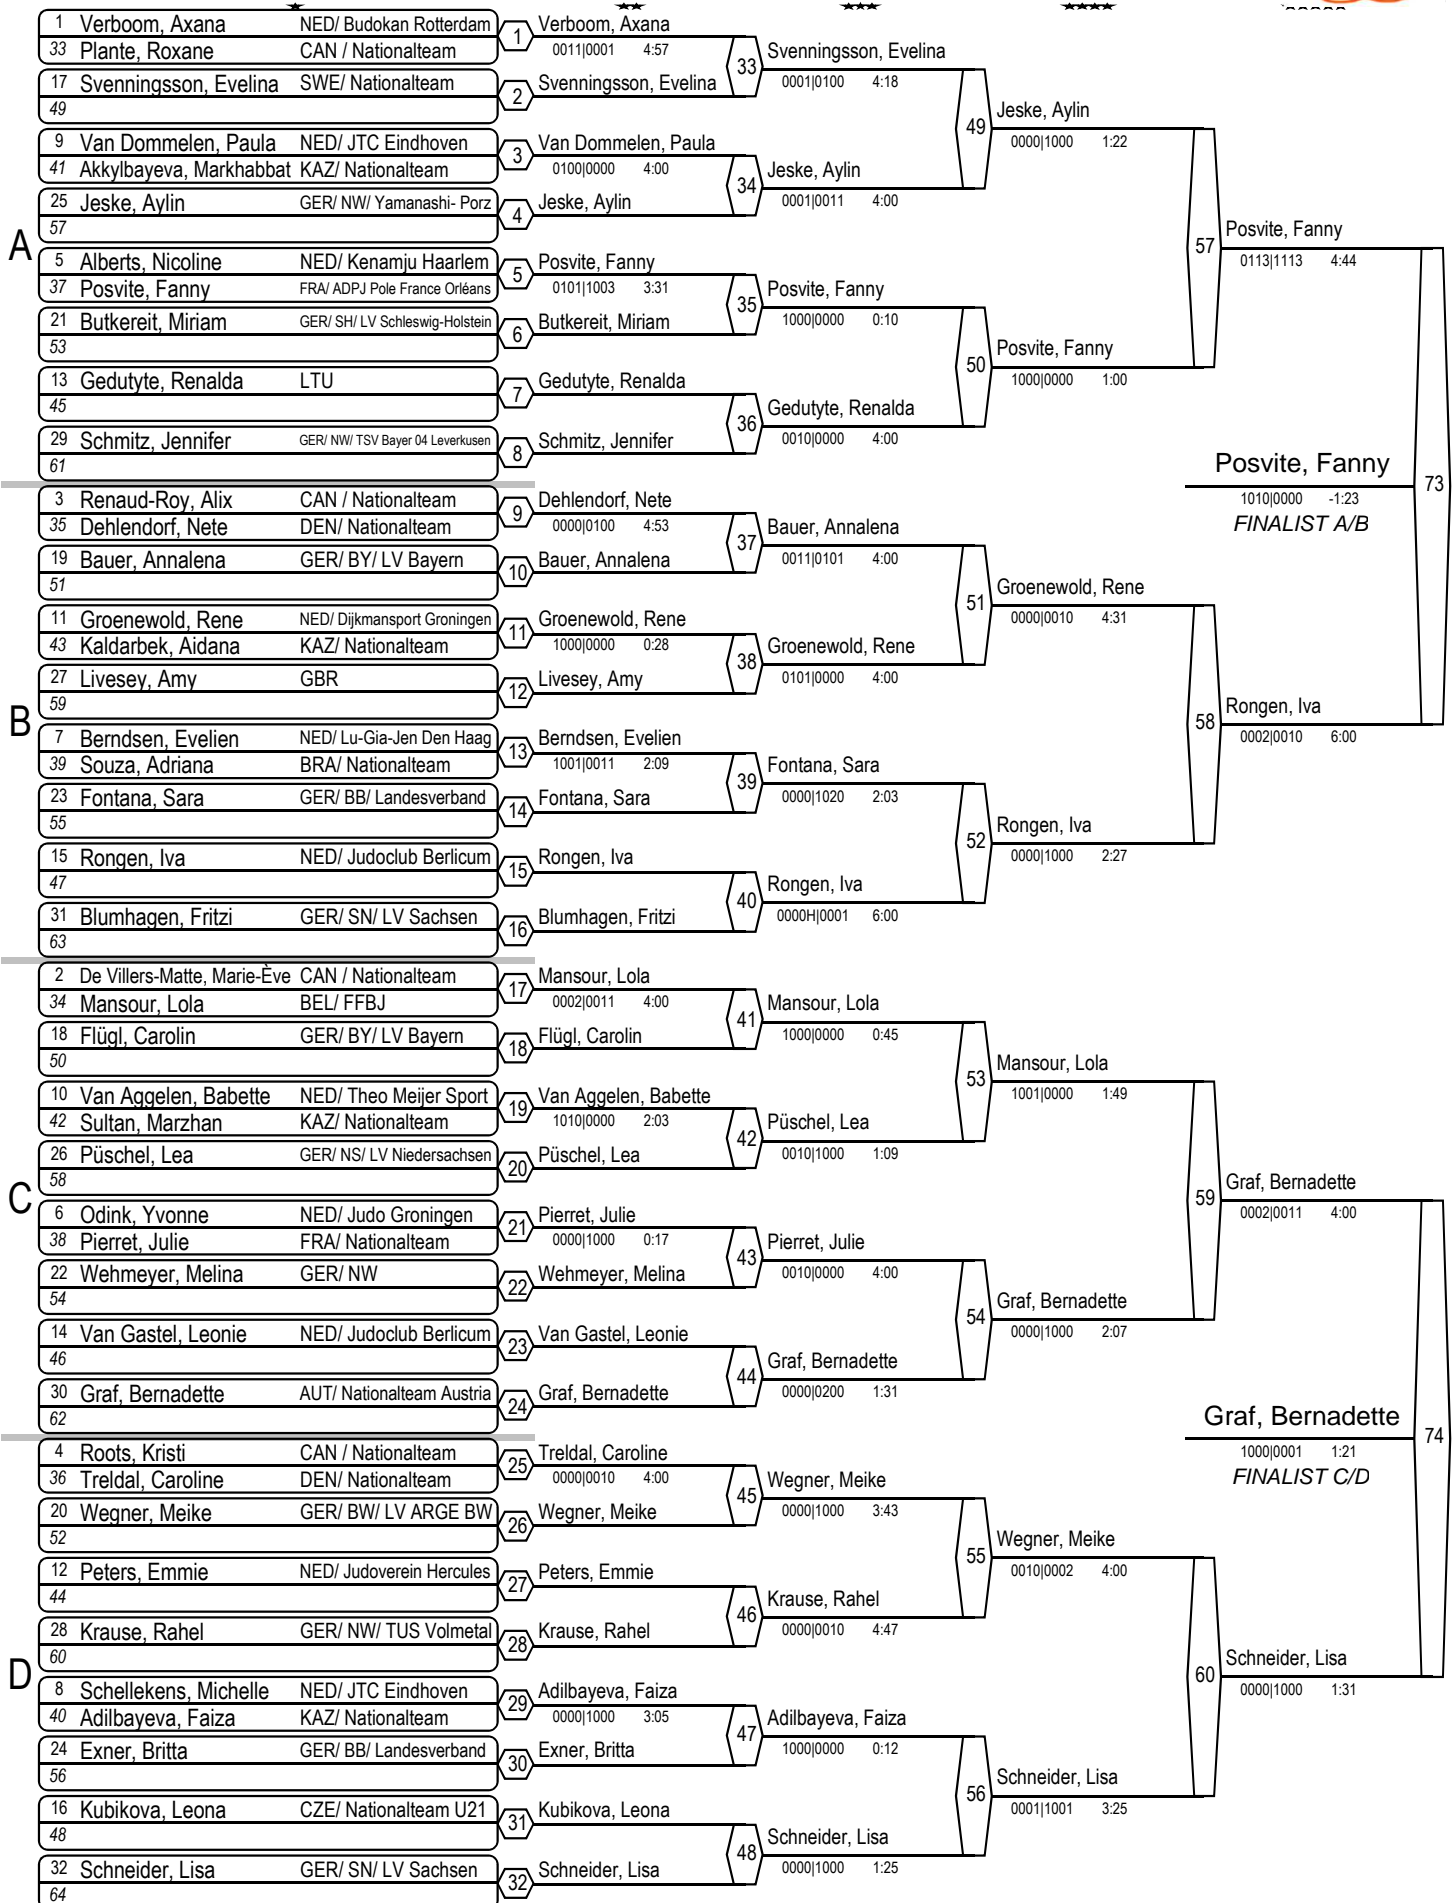 1 Verboom, Axana NED/ Budokan Rotterdam
33 Plante, Roxane CAN / Nationalteam
1
17 Svenningsson, Evelina SWE/ Nationalteam
49
2
9 Van Dommelen, Paula NED/ JTC Eindhoven
41 Akkylbayeva, Markhabbat KAZ/ Nationalteam
3
25 Jeske, Aylin GER/ NW/ Yamanashi- Porz
57
4
A
5 Alberts, Nicoline NED/ Kenamju Haarlem
37 Posvite, Fanny FRA/ ADPJ Pole France Orléans
5
21 Butkereit, Miriam GER/ SH/ LV Schleswig-Holstein
53
6
13 Gedutyte, Renalda LTU
45
7
29 Schmitz, Jennifer GER/ NW/ TSV Bayer 04 Leverkusen
61
8
3 Renaud-Roy, Alix CAN / Nationalteam
35 Dehlendorf, Nete DEN/ Nationalteam
9
19 Bauer, Annalena GER/ BY/ LV Bayern
51
10
11 Groenewold, Rene NED/ Dijkmansport Groningen
43 Kaldarbek, Aidana KAZ/ Nationalteam
11
27 Livesey, Amy GBR
59
12
B
7 Berndsen, Evelien NED/ Lu-Gia-Jen Den Haag
39 Souza, Adriana BRA/ Nationalteam
13
23 Fontana, Sara GER/ BB/ Landesverband
55
14
15 Rongen, Iva NED/ Judoclub Berlicum
47
15
31 Blumhagen, Fritzi GER/ SN/ LV Sachsen
63
16
2 De Villers-Matte, Marie-Ève CAN / Nationalteam
34 Mansour, Lola BEL/ FFBJ
17
18 Flügl, Carolin GER/ BY/ LV Bayern
50
18
10 Van Aggelen, Babette NED/ Theo Meijer Sport
42 Sultan, Marzhan KAZ/ Nationalteam
19
26 Püschel, Lea GER/ NS/ LV Niedersachsen
58
20
C
6 Odink, Yvonne NED/ Judo Groningen
38 Pierret, Julie FRA/ Nationalteam
21
22 Wehmeyer, Melina GER/ NW
54
22
14 Van Gastel, Leonie NED/ Judoclub Berlicum
46
23
30 Graf, Bernadette AUT/ Nationalteam Austria
62
24
4 Roots, Kristi CAN / Nationalteam
36 Treldal, Caroline DEN/ Nationalteam
25
20 Wegner, Meike GER/ BW/ LV ARGE BW
52
26
12 Peters, Emmie NED/ Judoverein Hercules
44
27
28 Krause, Rahel GER/ NW/ TUS Volmetal
60
28
D
8 Schellekens, Michelle NED/ JTC Eindhoven
40 Adilbayeva, Faiza KAZ/ Nationalteam
29
24 Exner, Britta GER/ BB/ Landesverband
56
30
16 Kubikova, Leona CZE/ Nationalteam U21
48
31
32 Schneider, Lisa GER/ SN/ LV Sachsen
64
32
Verboom, Axana
0011|0001 4:57
33
Svenningsson, Evelina
Van Dommelen, Paula
0100|0000 4:00
34
Jeske, Aylin
Posvite, Fanny
0101|1003 3:31
35
Butkereit, Miriam
Gedutyte, Renalda
36
Schmitz, Jennifer
Dehlendorf, Nete
0000|0100 4:53
37
Bauer, Annalena
Groenewold, Rene
1000|0000 0:28
38
Livesey, Amy
Berndsen, Evelien
1001|0011 2:09
39
Fontana, Sara
Rongen, Iva
40
Blumhagen, Fritzi
Mansour, Lola
0002|0011 4:00
41
Flügl, Carolin
Van Aggelen, Babette
1010|0000 2:03
42
Püschel, Lea
Pierret, Julie
0000|1000 0:17
43
Wehmeyer, Melina
Van Gastel, Leonie
44
Graf, Bernadette
Treldal, Caroline
0000|0010 4:00
45
Wegner, Meike
Peters, Emmie
46
Krause, Rahel
Adilbayeva, Faiza
0000|1000 3:05
47
Exner, Britta
Kubikova, Leona
48
Schneider, Lisa
Svenningsson, Evelina
0001|0100 4:18
49
Jeske, Aylin
0001|0011 4:00
Posvite, Fanny
1000|0000 0:10
50
Gedutyte, Renalda
0010|0000 4:00
Bauer, Annalena
0011|0101 4:00
51
Groenewold, Rene
0101|0000 4:00
Fontana, Sara
0000|1020 2:03
52
Rongen, Iva
0000H|0001 6:00
Mansour, Lola
1000|0000 0:45
53
Püschel, Lea
0010|1000 1:09
Pierret, Julie
0010|0000 4:00
54
Graf, Bernadette
0000|0200 1:31
Wegner, Meike
0000|1000 3:43
55
Krause, Rahel
0000|0010 4:47
Adilbayeva, Faiza
1000|0000 0:12
56
Schneider, Lisa
0000|1000 1:25
Jeske, Aylin
0000|1000 1:22
57
Posvite, Fanny
1000|0000 1:00
Groenewold, Rene
0000|0010 4:31
58
Rongen, Iva
0000|1000 2:27
Mansour, Lola
1001|0000 1:49
59
Graf, Bernadette
0000|1000 2:07
Wegner, Meike
0010|0002 4:00
60
Schneider, Lisa
0001|1001 3:25
Posvite, Fanny
0113|1113 4:44
Posvite, Fanny
1010|0000 -1:23
FINALIST A/B
73
Rongen, Iva
0002|0010 6:00
Graf, Bernadette
0002|0011 4:00
Graf, Bernadette
1000|0001 1:21
FINALIST C/D
74
Schneider, Lisa
0000|1000 1:31